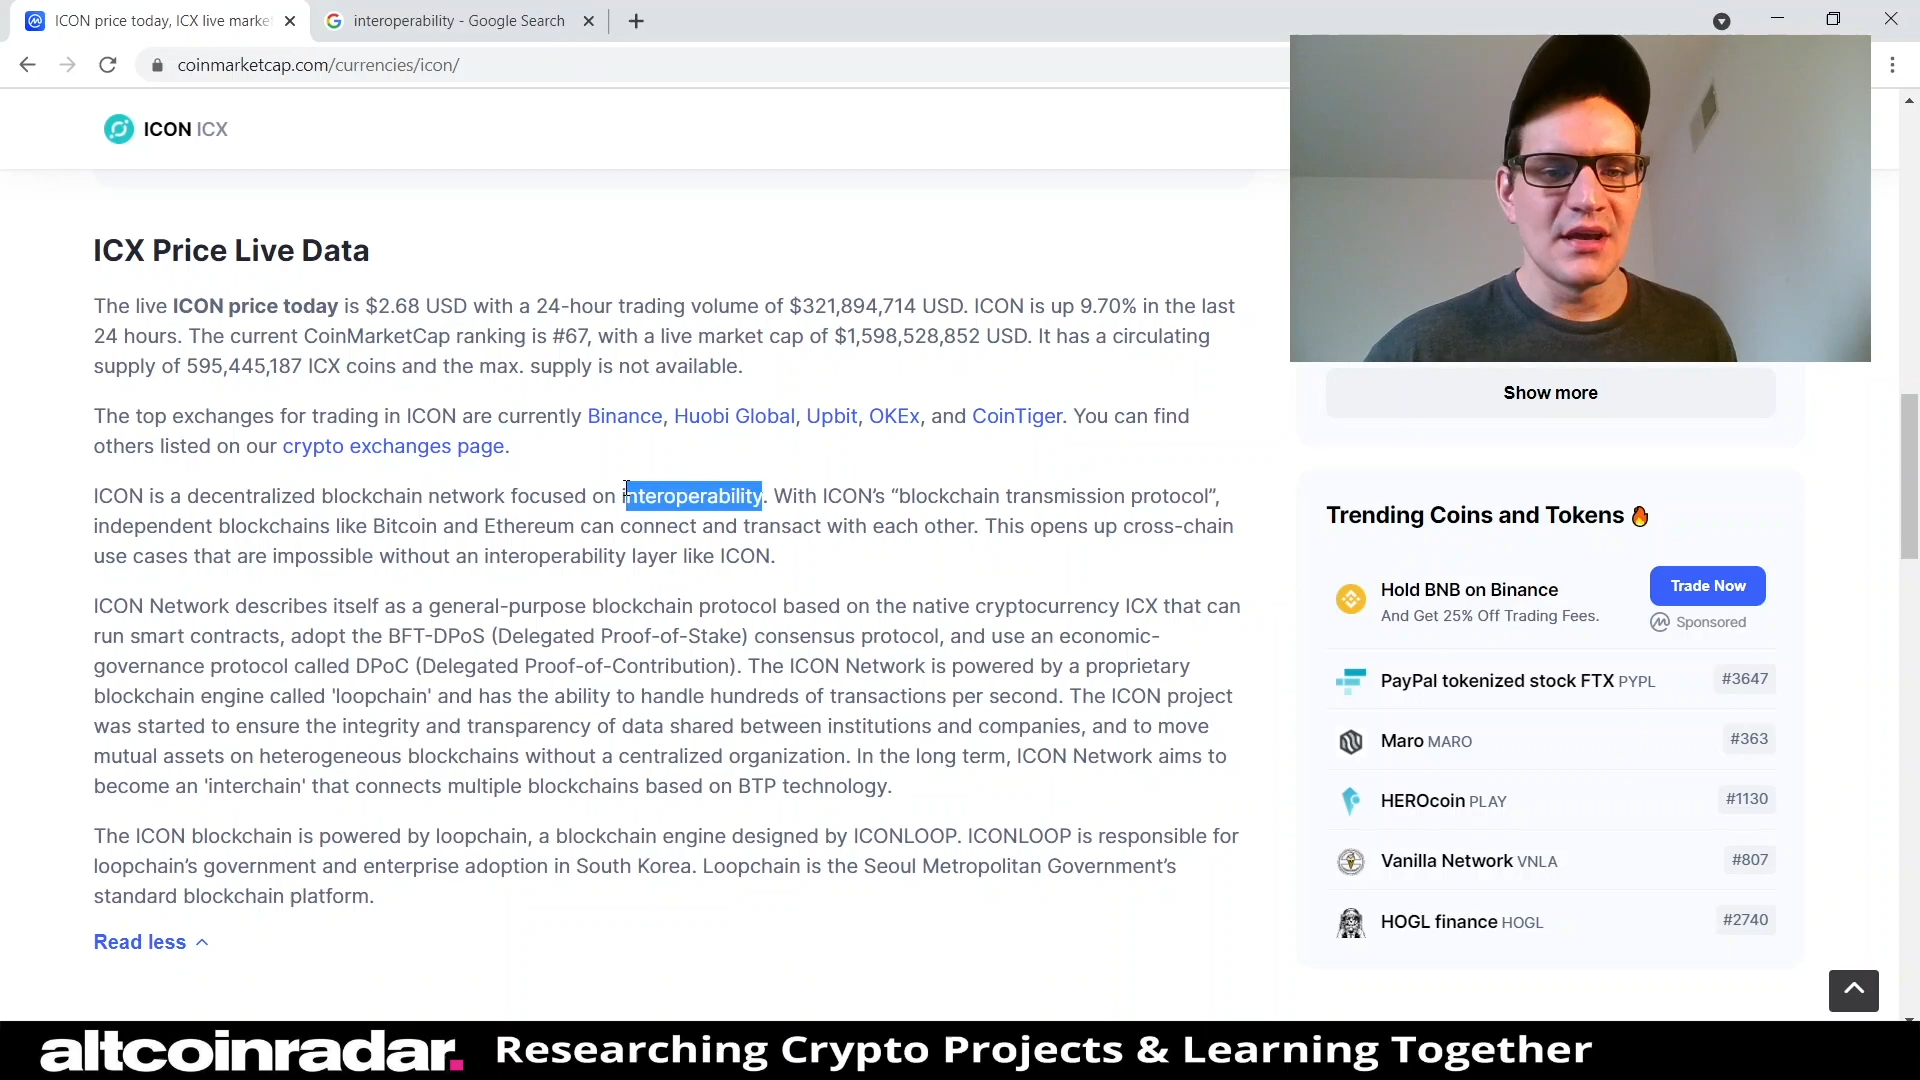 ICON price today, ICX live marke
interoperability - Google Search
coinmarketcap.com/currencies/icon/
ICON ICX
ICX Price Live Data
The live ICON price today is $2.68 USD with a 24-hour trading volume of $321,894,714 USD. ICON is up 9.70% in the last
24 hours. The current CoinMarketCap ranking is #67, with a live market cap of $1,598,528,852 USD. It has a circulating
supply of 595,445,187 ICX coins and the max. supply is not available.
The top exchanges for trading in ICON are currently Binance, Huobi Global, Upbit, OKEx, and CoinTiger. You can find
others listed on our crypto exchanges page.
ICON is a decentralized blockchain network focused on interoperability. With ICON’s “blockchain transmission protocol”,
independent blockchains like Bitcoin and Ethereum can connect and transact with each other. This opens up cross-chain
use cases that are impossible without an interoperability layer like ICON.
ICON Network describes itself as a general-purpose blockchain protocol based on the native cryptocurrency ICX that can
run smart contracts, adopt the BFT-DPoS (Delegated Proof-of-Stake) consensus protocol, and use an economic-
governance protocol called DPoC (Delegated Proof-of-Contribution). The ICON Network is powered by a proprietary
blockchain engine called 'loopchain' and has the ability to handle hundreds of transactions per second. The ICON project
was started to ensure the integrity and transparency of data shared between institutions and companies, and to move
mutual assets on heterogeneous blockchains without a centralized organization. In the long term, ICON Network aims to
become an 'interchain' that connects multiple blockchains based on BTP technology.
The ICON blockchain is powered by loopchain, a blockchain engine designed by ICONLOOP. ICONLOOP is responsible for
loopchain’s government and enterprise adoption in South Korea. Loopchain is the Seoul Metropolitan Government’s
standard blockchain platform.
Read less
Show more
Trending Coins and Tokens 🔥
Hold BNB on Binance
And Get 25% Off Trading Fees.
Trade Now
Sponsored
PayPal tokenized stock FTX PYPL #3647
Maro MARO #363
HEROcoin PLAY #1130
Vanilla Network VNLA #807
HOGL finance HOGL #2740
altcoinradar. Researching Crypto Projects & Learning Together